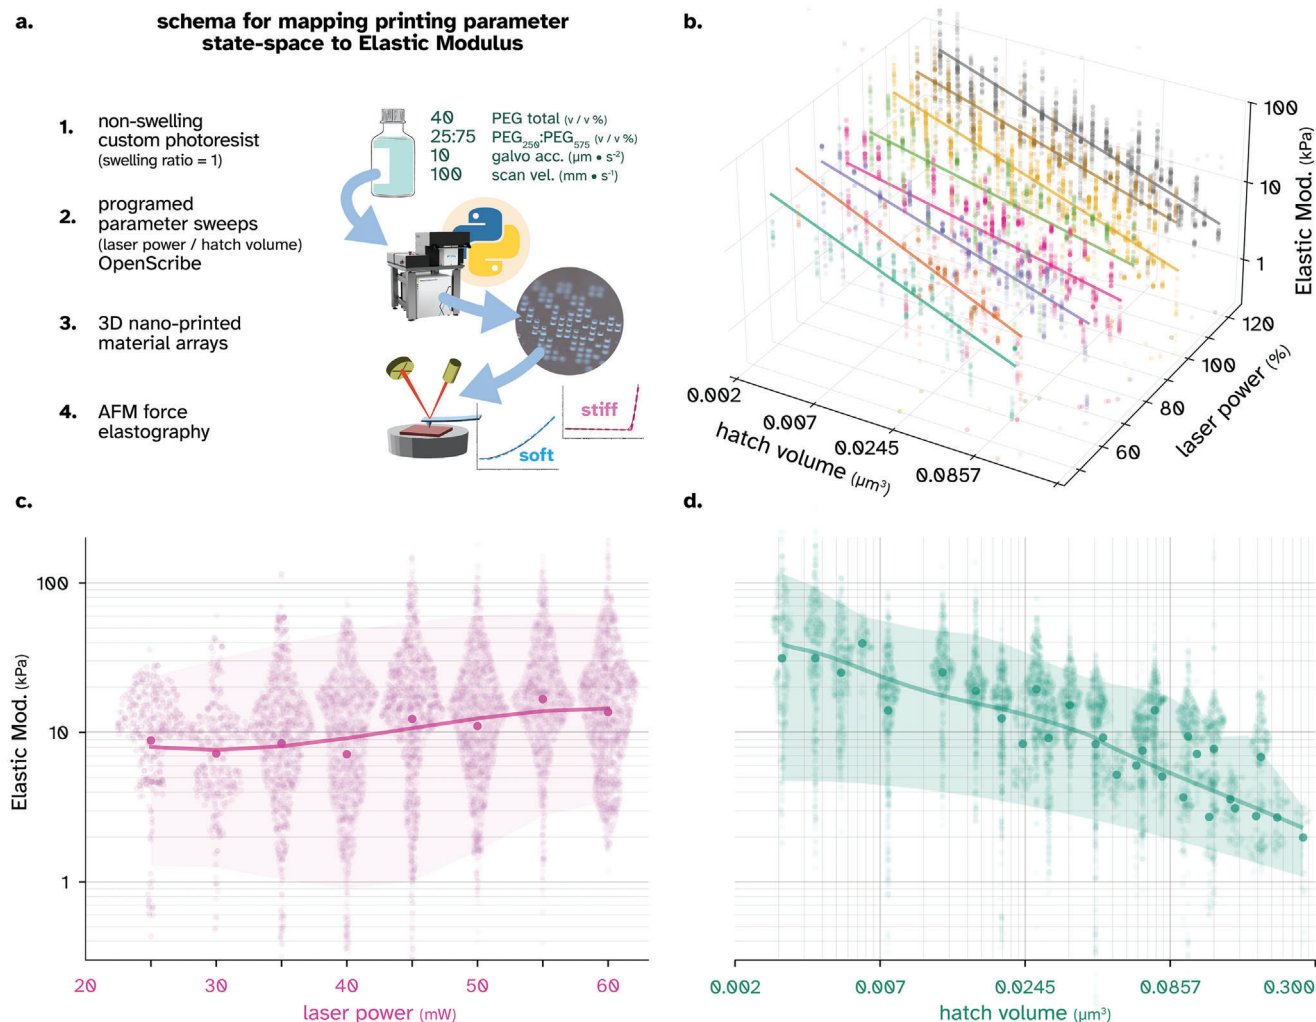 a.
schema for mapping printing parameter
state-space to Elastic Modulus
1.
non-swelling
custom photoresist
(swelling ratio = 1)
40 PEG total (v / v %)
25:75 PEG₂₅₀:PEG₅₇₅ (v / v %)
10 galvo acc. (µm • s⁻²)
100 scan vel. (mm • s⁻¹)
2.
programed
parameter sweeps
(laser power / hatch volume)
OpenScribe
3.
3D nano-printed
material arrays
4.
AFM force
elastography
soft
stiff
b.
100
10
1
Elastic Mod. (kPa)
120
100
80
60
laser power (%)
0.002
0.007
0.0245
0.0857
hatch volume (µm³)
c.
100
10
1
Elastic Mod. (kPa)
20
30
40
50
60
laser power (mW)
d.
0.002
0.007
0.0245
0.0857
0.300
hatch volume (µm³)